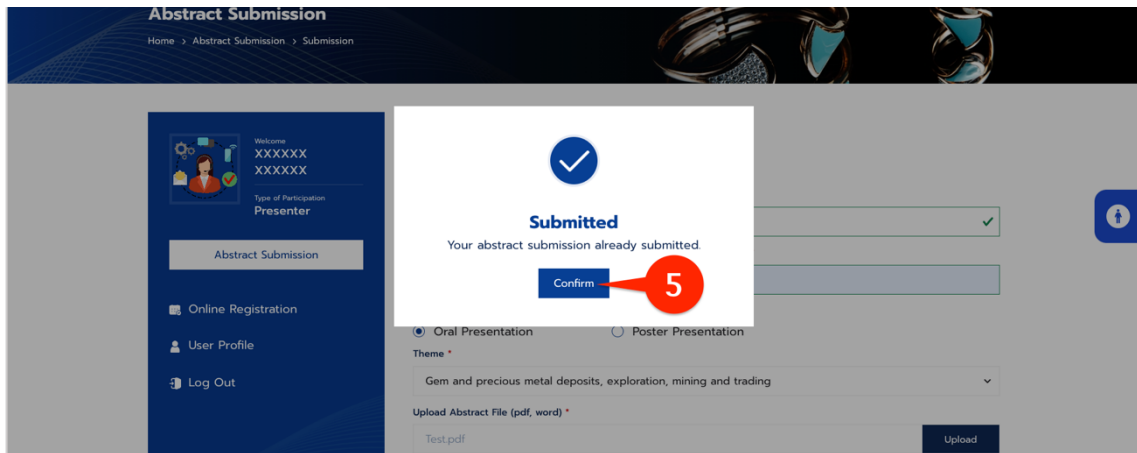 Abstract Submission
Home > Abstract Submission > Submission
Welcome
XXXXXX
XXXXXX
Type of Participation
Presenter
Abstract Submission
Online Registration
User Profile
Log Out
Submitted
Your abstract submission already submitted.
Confirm
5
Oral Presentation
Poster Presentation
Theme *
Gem and precious metal deposits, exploration, mining and trading
Upload Abstract File (pdf, word) *
Test.pdf
Upload